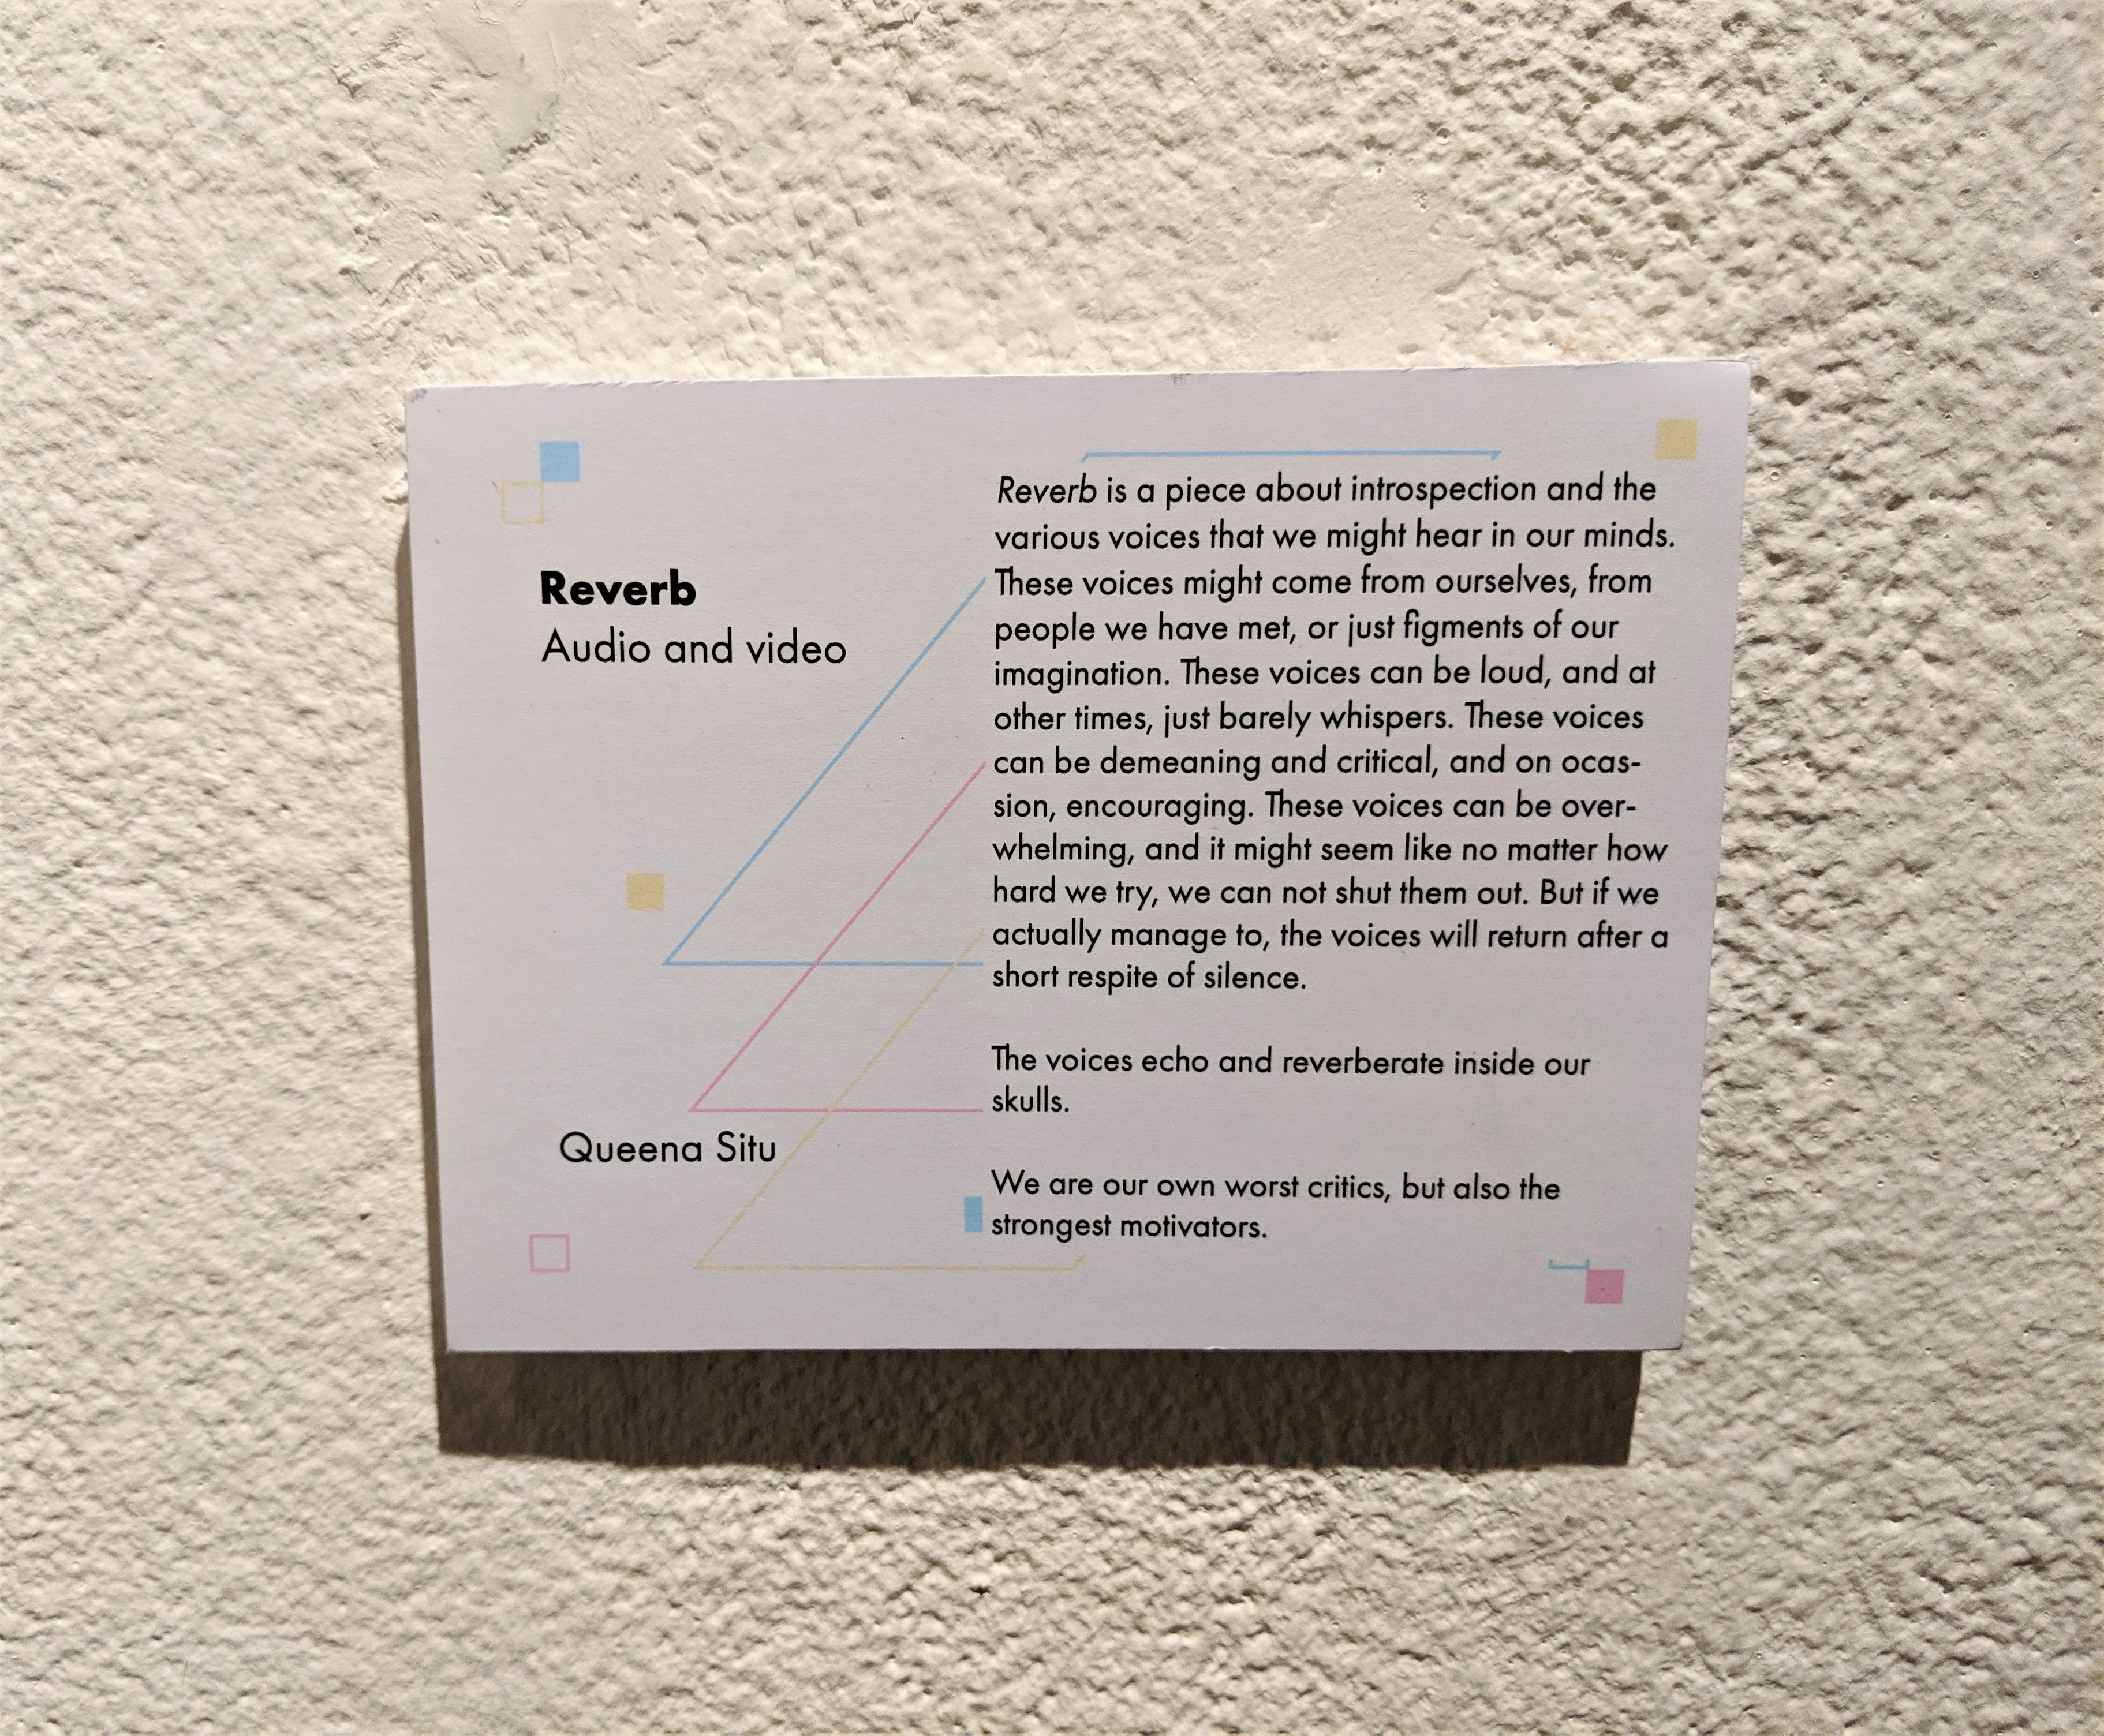 Reverb
Audio and video
Queena Situ
Reverb is a piece about introspection and the
various voices that we might hear in our minds.
These voices might come from ourselves, from
people we have met, or just figments of our
imagination. These voices can be loud, and at
other times, just barely whispers. These voices
can be demeaning and critical, and on ocas-
sion, encouraging. These voices can be over-
whelming, and it might seem like no matter how
hard we try, we can not shut them out. But if we
actually manage to, the voices will return after a
short respite of silence.
The voices echo and reverberate inside our
skulls.
We are our own worst critics, but also the
strongest motivators.